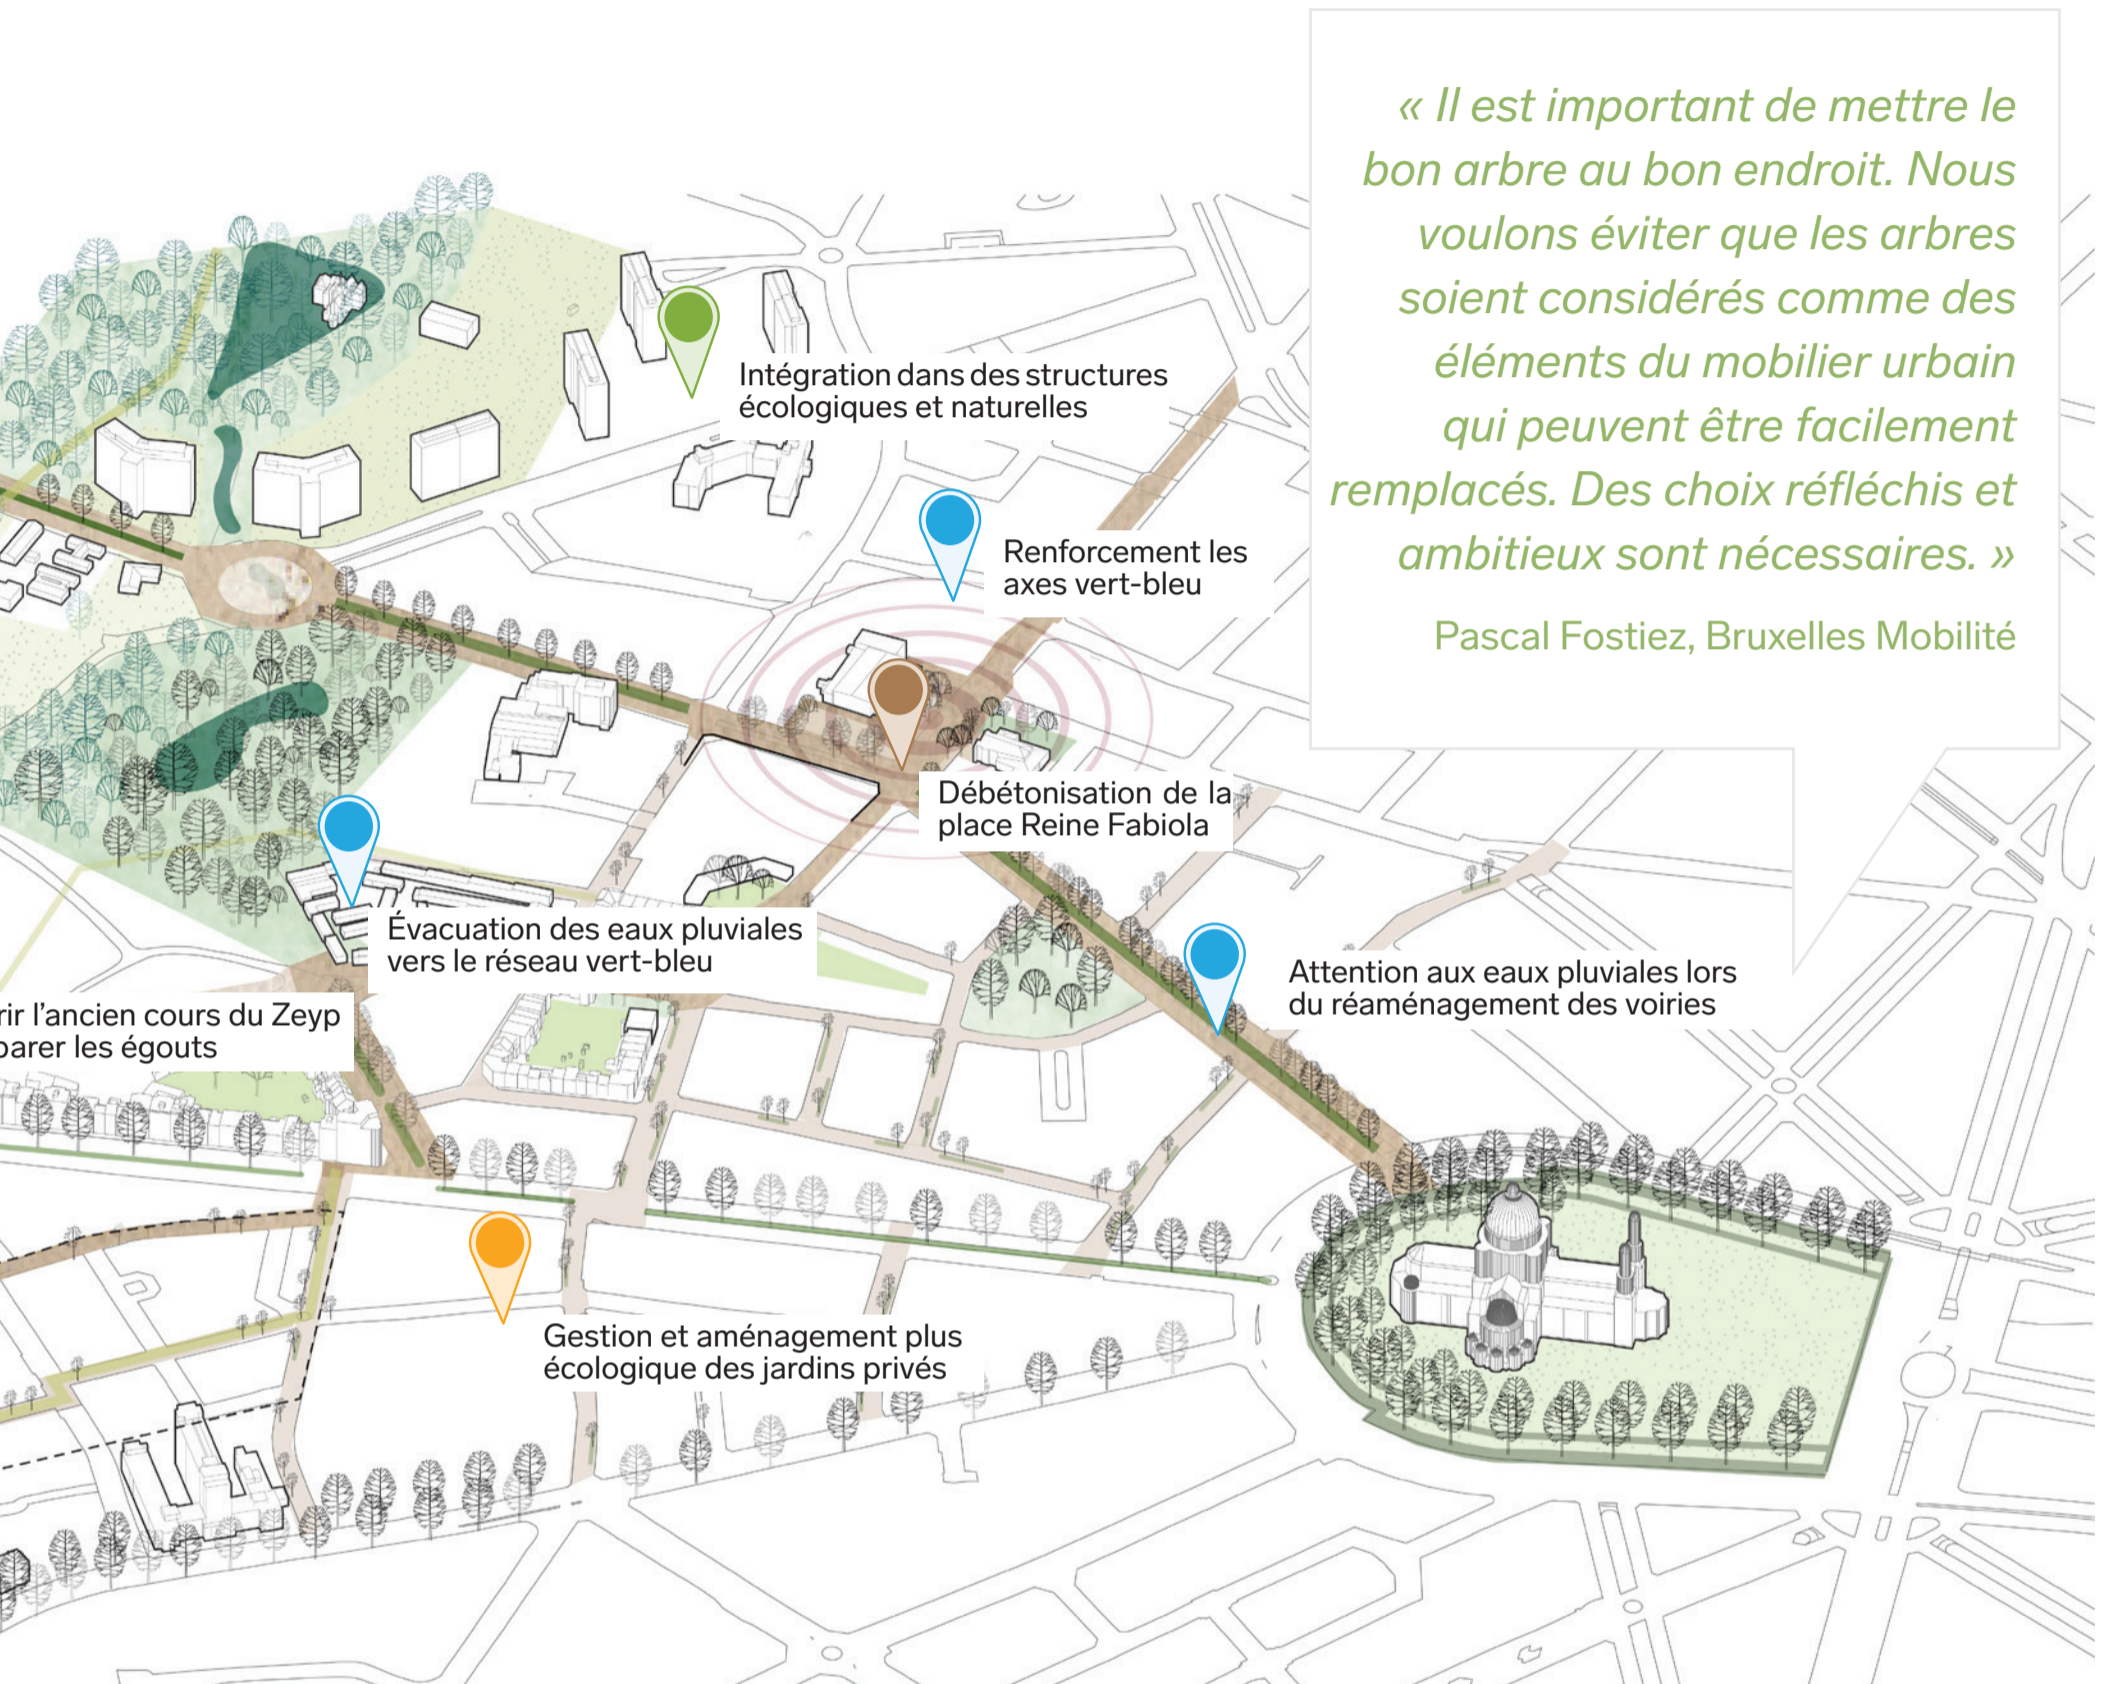 « Il est important de mettre le
bon arbre au bon endroit. Nous
voulons éviter que les arbres
soient considérés comme des
éléments du mobilier urbain
qui peuvent être facilement
remplacés. Des choix réfléchis et
ambitieux sont nécessaires. »
Pascal Fostiez, Bruxelles Mobilité
Intégration dans des structures
écologiques et naturelles
Renforcement les
axes vert-bleu
Débétonisation de la
place Reine Fabiola
Évacuation des eaux pluviales
vers le réseau vert-bleu
Attention aux eaux pluviales lors
du réaménagement des voiries
rir l'ancien cours du Zeyp
parer les égouts
Gestion et aménagement plus
écologique des jardins privés